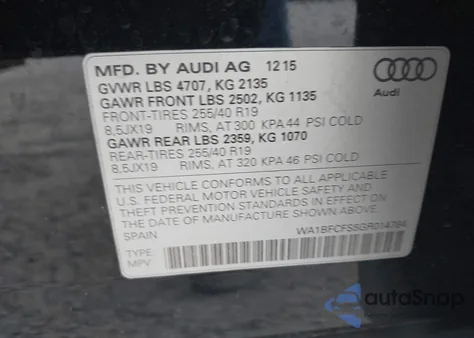 MFD. BY AUDI AG 12 15
GVWR LBS 4707, KG 2135
GAWR FRONT LBS 2502, KG 1135
FRONT-TIRES 255/40 R19
8,5JX19 RIMS, AT 300 KPA 44 PSI COLD
GAWR REAR LBS 2359, KG 1070
REAR-TIRES 255/40 R19
8,5JX19 RIMS, AT 320 KPA 46 PSI COLD
Audi
THIS VEHICLE CONFORMS TO ALL APPLICABLE
U.S. FEDERAL MOTOR VEHICLE SAFETY AND
THEFT PREVENTION STANDARDS IN EFFECT ON
THE DATE OF MANUFACTURE SHOWN ABOVE.
WA1BFCFS5GR014784
TYPE:
MPV
autoSnap